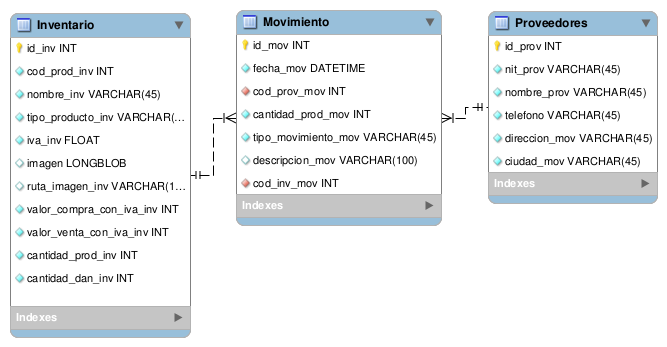 Inventario
id_inv INT
cod_prod_inv INT
nombre_inv VARCHAR(45)
tipo_producto_inv VARCHAR(...
iva_inv FLOAT
imagen LONGBLOB
ruta_imagen_inv VARCHAR(1...
valor_compra_con_iva_inv INT
valor_venta_con_iva_inv INT
cantidad_prod_inv INT
cantidad_dan_inv INT
Indexes
Movimiento
id_mov INT
fecha_mov DATETIME
cod_prov_mov INT
cantidad_prod_mov INT
tipo_movimiento_mov VARCHAR(45)
descripcion_mov VARCHAR(100)
cod_inv_mov INT
Indexes
Proveedores
id_prov INT
nit_prov VARCHAR(45)
nombre_prov VARCHAR(45)
telefono VARCHAR(45)
direccion_mov VARCHAR(45)
ciudad_mov VARCHAR(45)
Indexes